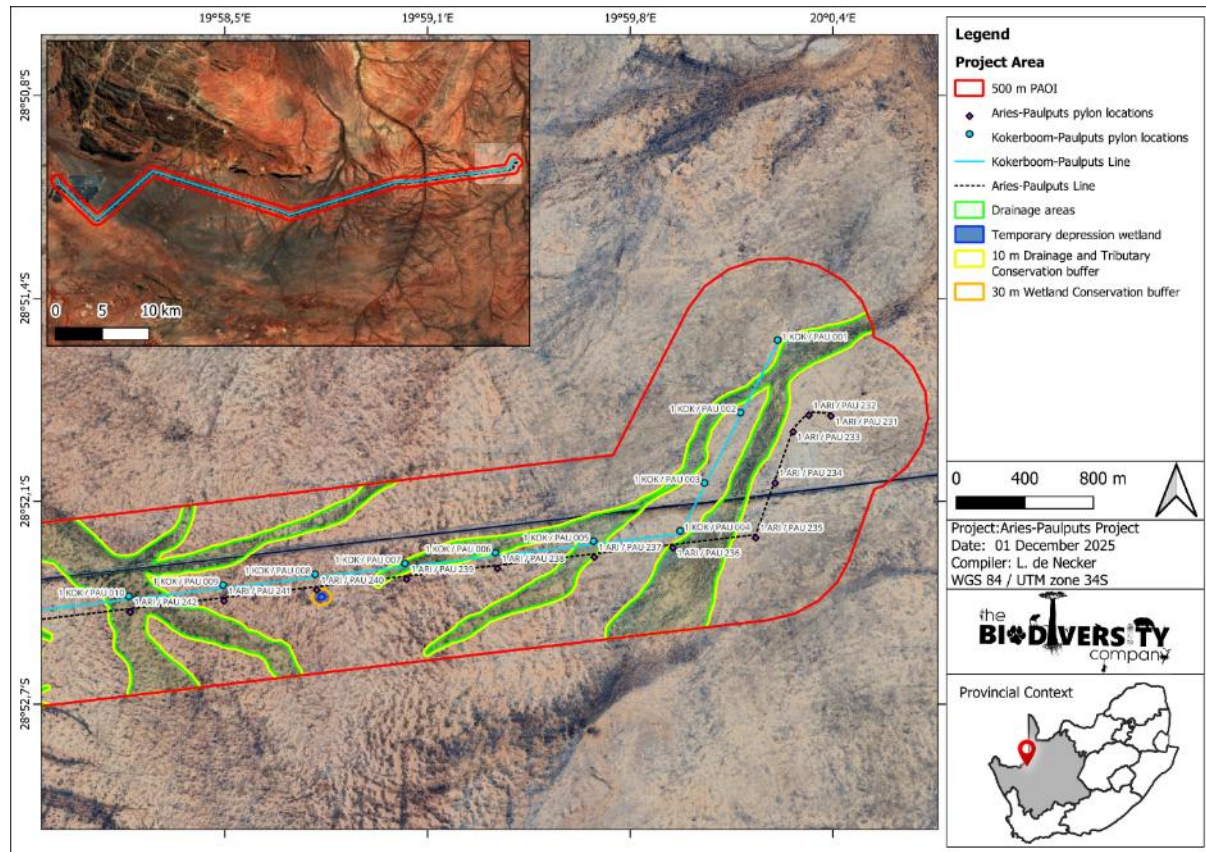 19°58,5'E 19°59,1'E 19°59,8'E 20°0,4'E
28°50,8'S
28°51,4'S
28°52,1'S
28°52,7'S
0 5 10 km
1 KOK / PAU 001
1 KOK / PAU 002
1 ARI / PAU 232
1 ARI / PAU 231
1 ARI / PAU 233
1 KOK / PAU 003
1 ARI / PAU 234
1 KOK / PAU 004
1 ARI / PAU 235
1 KOK / PAU 005
1 ARI / PAU 237
1 ARI / PAU 236
1 KOK / PAU 006
1 ARI / PAU 238
1 KOK / PAU 007
1 ARI / PAU 239
1 KOK / PAU 008
1 ARI / PAU 240
1 KOK / PAU 009
1 ARI / PAU 241
1 KOK / PAU 010
1 ARI / PAU 242
Legend
Project Area
500 m PAOI
Aries-Paulputs pylon locations
Kokerboom-Paulputs pylon locations
Kokerboom-Paulputs Line
Aries-Paulputs Line
Drainage areas
Temporary depression wetland
10 m Drainage and Tributary
Conservation buffer
30 m Wetland Conservation buffer
0 400 800 m
Project:Aries-Paulputs Project
Date: 01 December 2025
Compiler: L. de Necker
WGS 84 / UTM zone 34S
the
BIODIVERSITY
company
Provincial Context